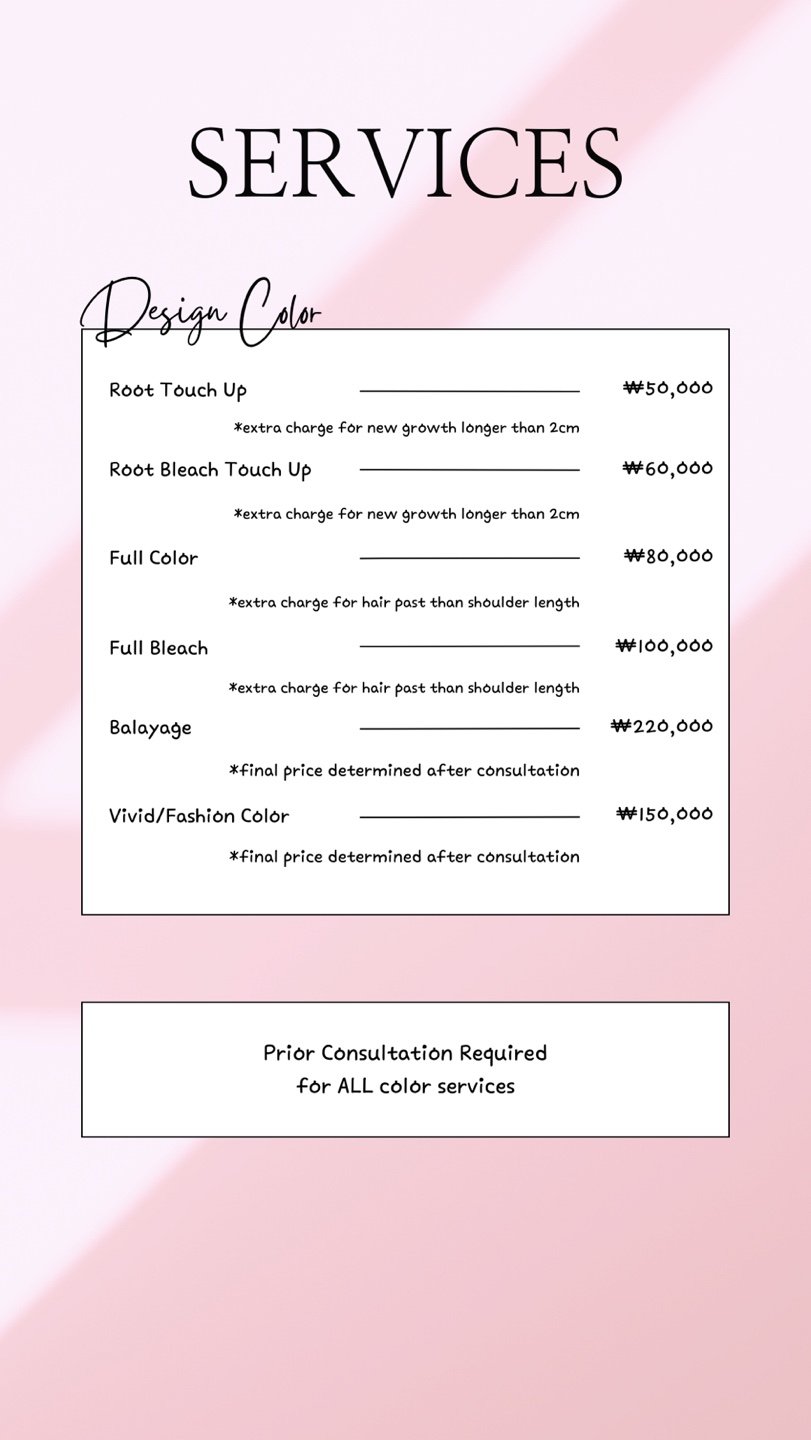 SERVICES
Design Color
Root Touch Up ₩50,000
*extra charge for new growth longer than 2cm
Root Bleach Touch Up ₩60,000
*extra charge for new growth longer than 2cm
Full Color ₩80,000
*extra charge for hair past than shoulder length
Full Bleach ₩100,000
*extra charge for hair past than shoulder length
Balayage ₩220,000
*final price determined after consultation
Vivid/Fashion Color ₩150,000
*final price determined after consultation
Prior Consultation Required
for ALL color services